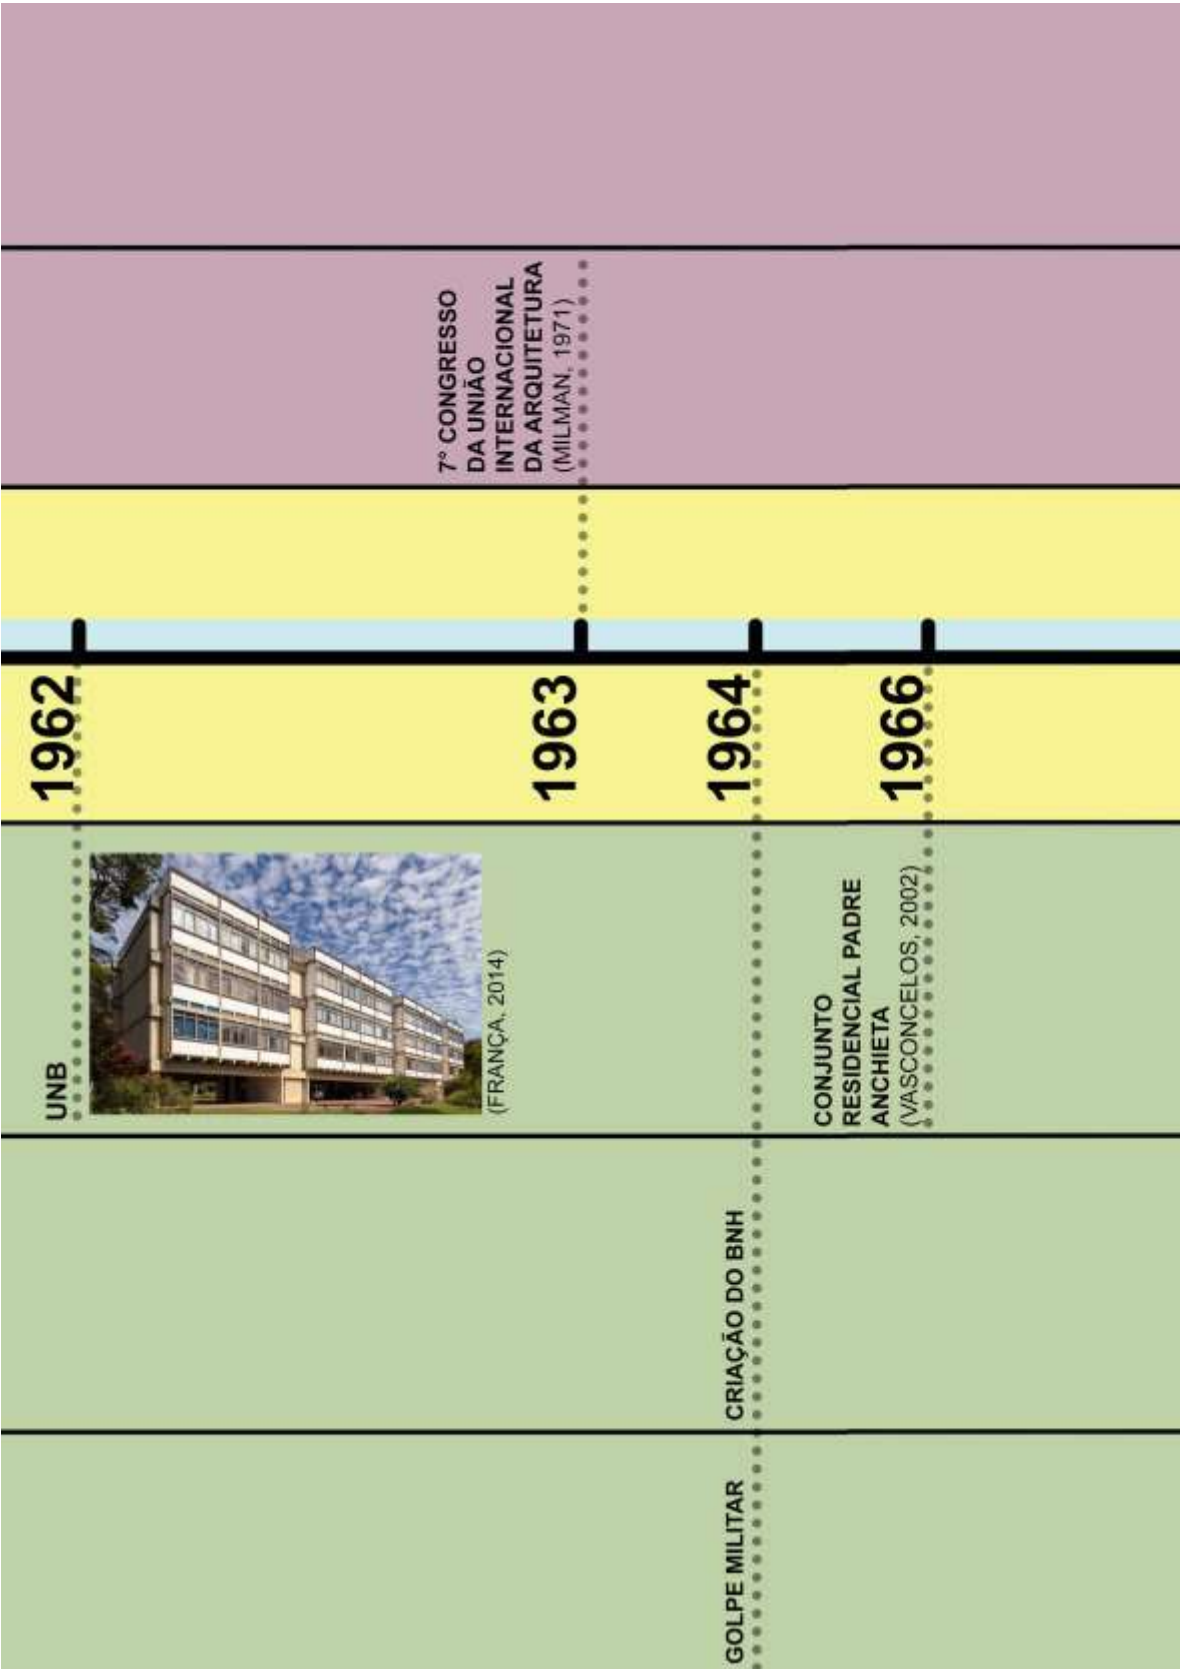 7º CONGRESSO
DA UNIÃO
INTERNACIONAL
DA ARQUITETURA
(MILMAN, 1971)
1962
1963
1964
1966
UNB
(FRANÇA, 2014)
CONJUNTO
RESIDENCIAL PADRE
ANCHIETA
(VASCONCELOS, 2002)
CRIAÇÃO DO BNH
GOLPE MILITAR